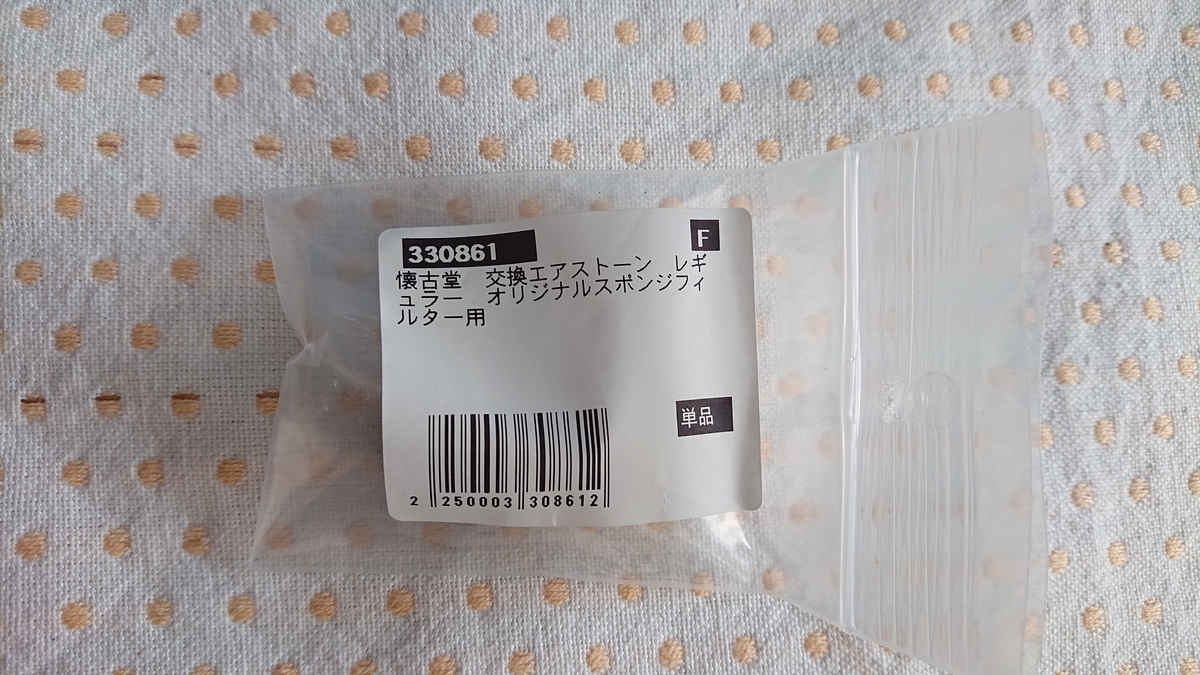 330861 F
懐古堂 交換エアストーン レギ
ュラー オリジナルスポンジフィ
ルター用
単品
2 250003 308612